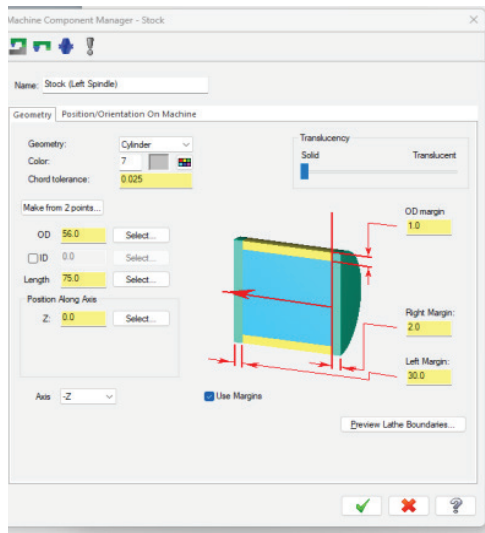 Machine Component Manager - Stock
Name: Stock (Left Spindle)
Geometry Position/Orientation On Machine
Geometry: Cylinder
Color: 7
Chord tolerance: 0.025
Translucency
Solid Translucent
Make from 2 points...
OD 56.0 Select...
ID 0.0 Select...
Length 75.0 Select...
Position Along Axis
Z: 0.0 Select...
Axis -Z
Use Margins
OD margin
1.0
Right Margin:
2.0
Left Margin:
30.0
Preview Lathe Boundaries...